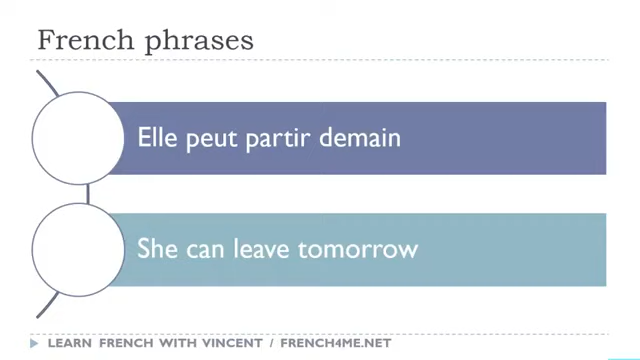 French phrases
Elle peut partir demain
She can leave tomorrow
LEARN FRENCH WITH VINCENT / FRENCH4ME.NET